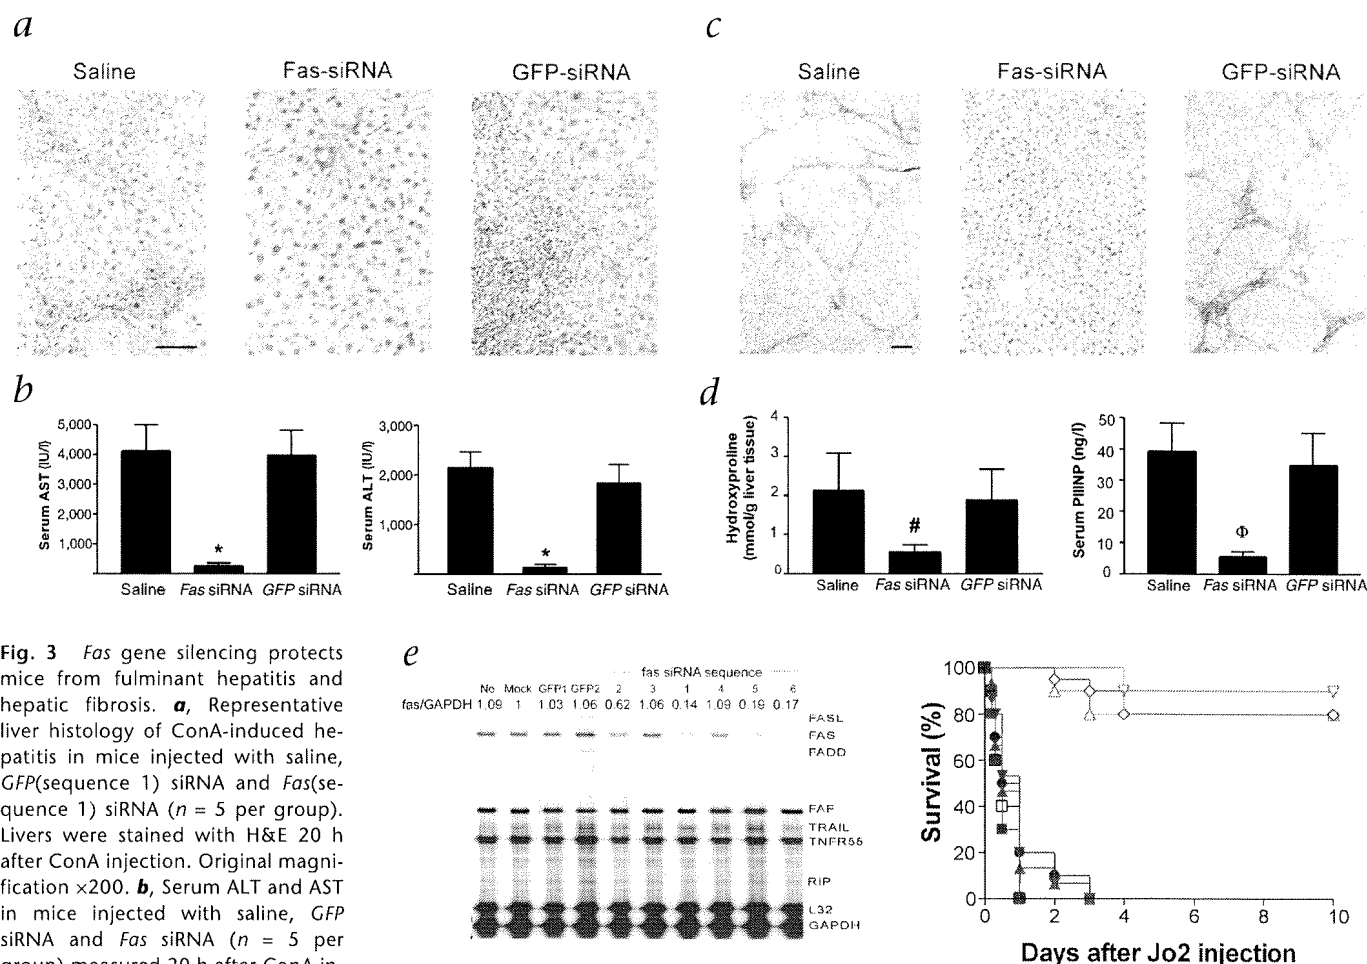 a
Saline Fas-siRNA GFP-siRNA
c
Saline Fas-siRNA GFP-siRNA
b
Serum AST (IU/l)
5,000
4,000
3,000
2,000
1,000
Saline Fas siRNA GFP siRNA
*
Serum ALT (IU/l)
3,000
2,000
1,000
Saline Fas siRNA GFP siRNA
*
d
Hydroxyproline
(mmol/g liver tissue)
4
3
2
1
0
#
Saline Fas siRNA GFP siRNA
Serum PIIINP (ng/l)
50
40
30
20
10
0
Φ
Saline Fas siRNA GFP siRNA
Fig. 3 Fas gene silencing protects
mice from fulminant hepatitis and
hepatic fibrosis. a, Representative
liver histology of ConA-induced he-
patitis in mice injected with saline,
GFP(sequence 1) siRNA and Fas(se-
quence 1) siRNA (n = 5 per group).
Livers were stained with H&E 20 h
after ConA injection. Original magni-
fication ×200. b, Serum ALT and AST
in mice injected with saline, GFP
siRNA and Fas siRNA (n = 5 per
group) measured 20 h after ConA in-
e
fas siRNA sequence
No Mock GFP1 GFP2 2 3 1 4 5 6
fas/GAPDH 1.09 1 1.03 1.06 0.62 1.06 0.14 1.09 0.19 0.17
FASL
FAS
FADD
FAF
TRAIL
TNFR55
RIP
L32
GAPDH
Survival (%)
100
80
60
40
20
0
0 2 4 6 8 10
Days after Jo2 injection